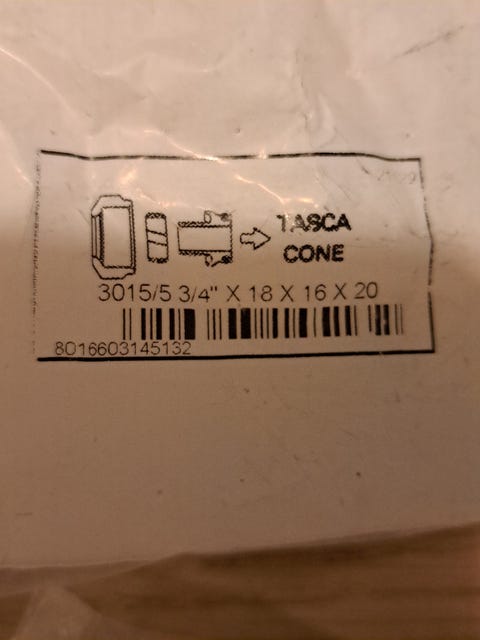 TASCA
CONE
3015/5 3/4" X 18 X 16 X 20
8016603145132